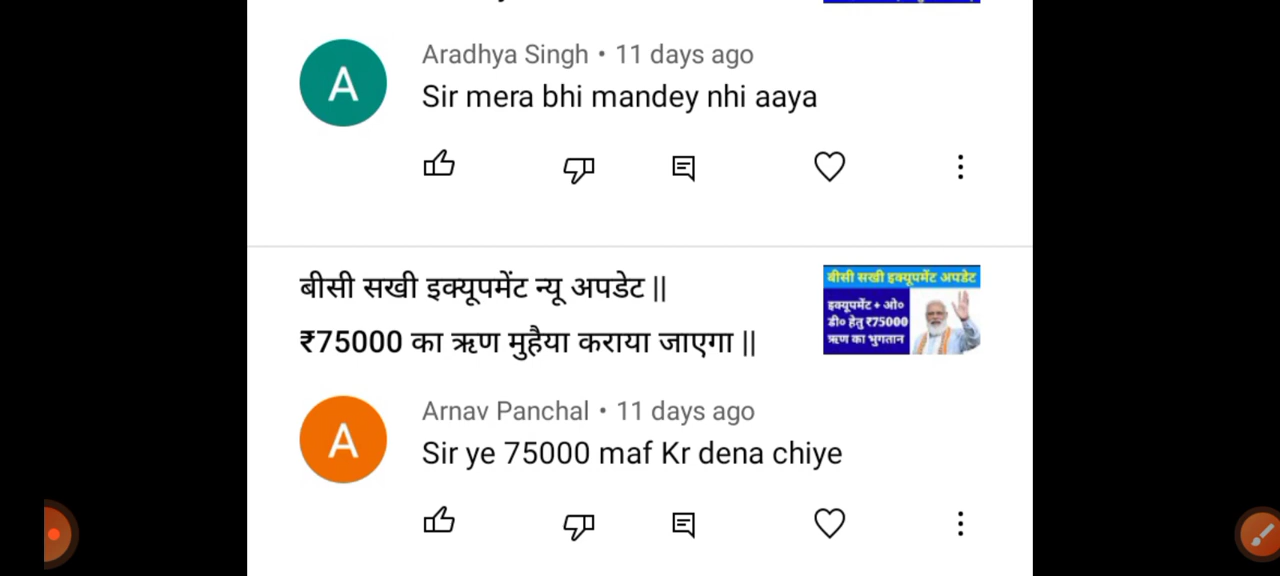 Aradhya Singh • 11 days ago
A
Sir mera bhi mandey nhi aaya
बीसी सखी इक्यूपमेंट न्यू अपडेट ||
₹75000 का ऋण मुहैया कराया जाएगा ||
बीसी सखी इक्यूपमेंट अपडेट
इक्यूपमेंट + ओ०
डी० हेतु ₹75000
ऋण का भुगतान
Arnav Panchal • 11 days ago
A
Sir ye 75000 maf Kr dena chiye